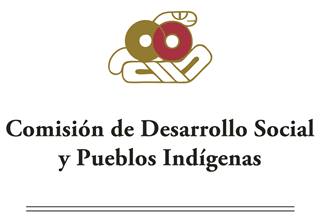 Comisión de Desarrollo Social
y Pueblos Indígenas